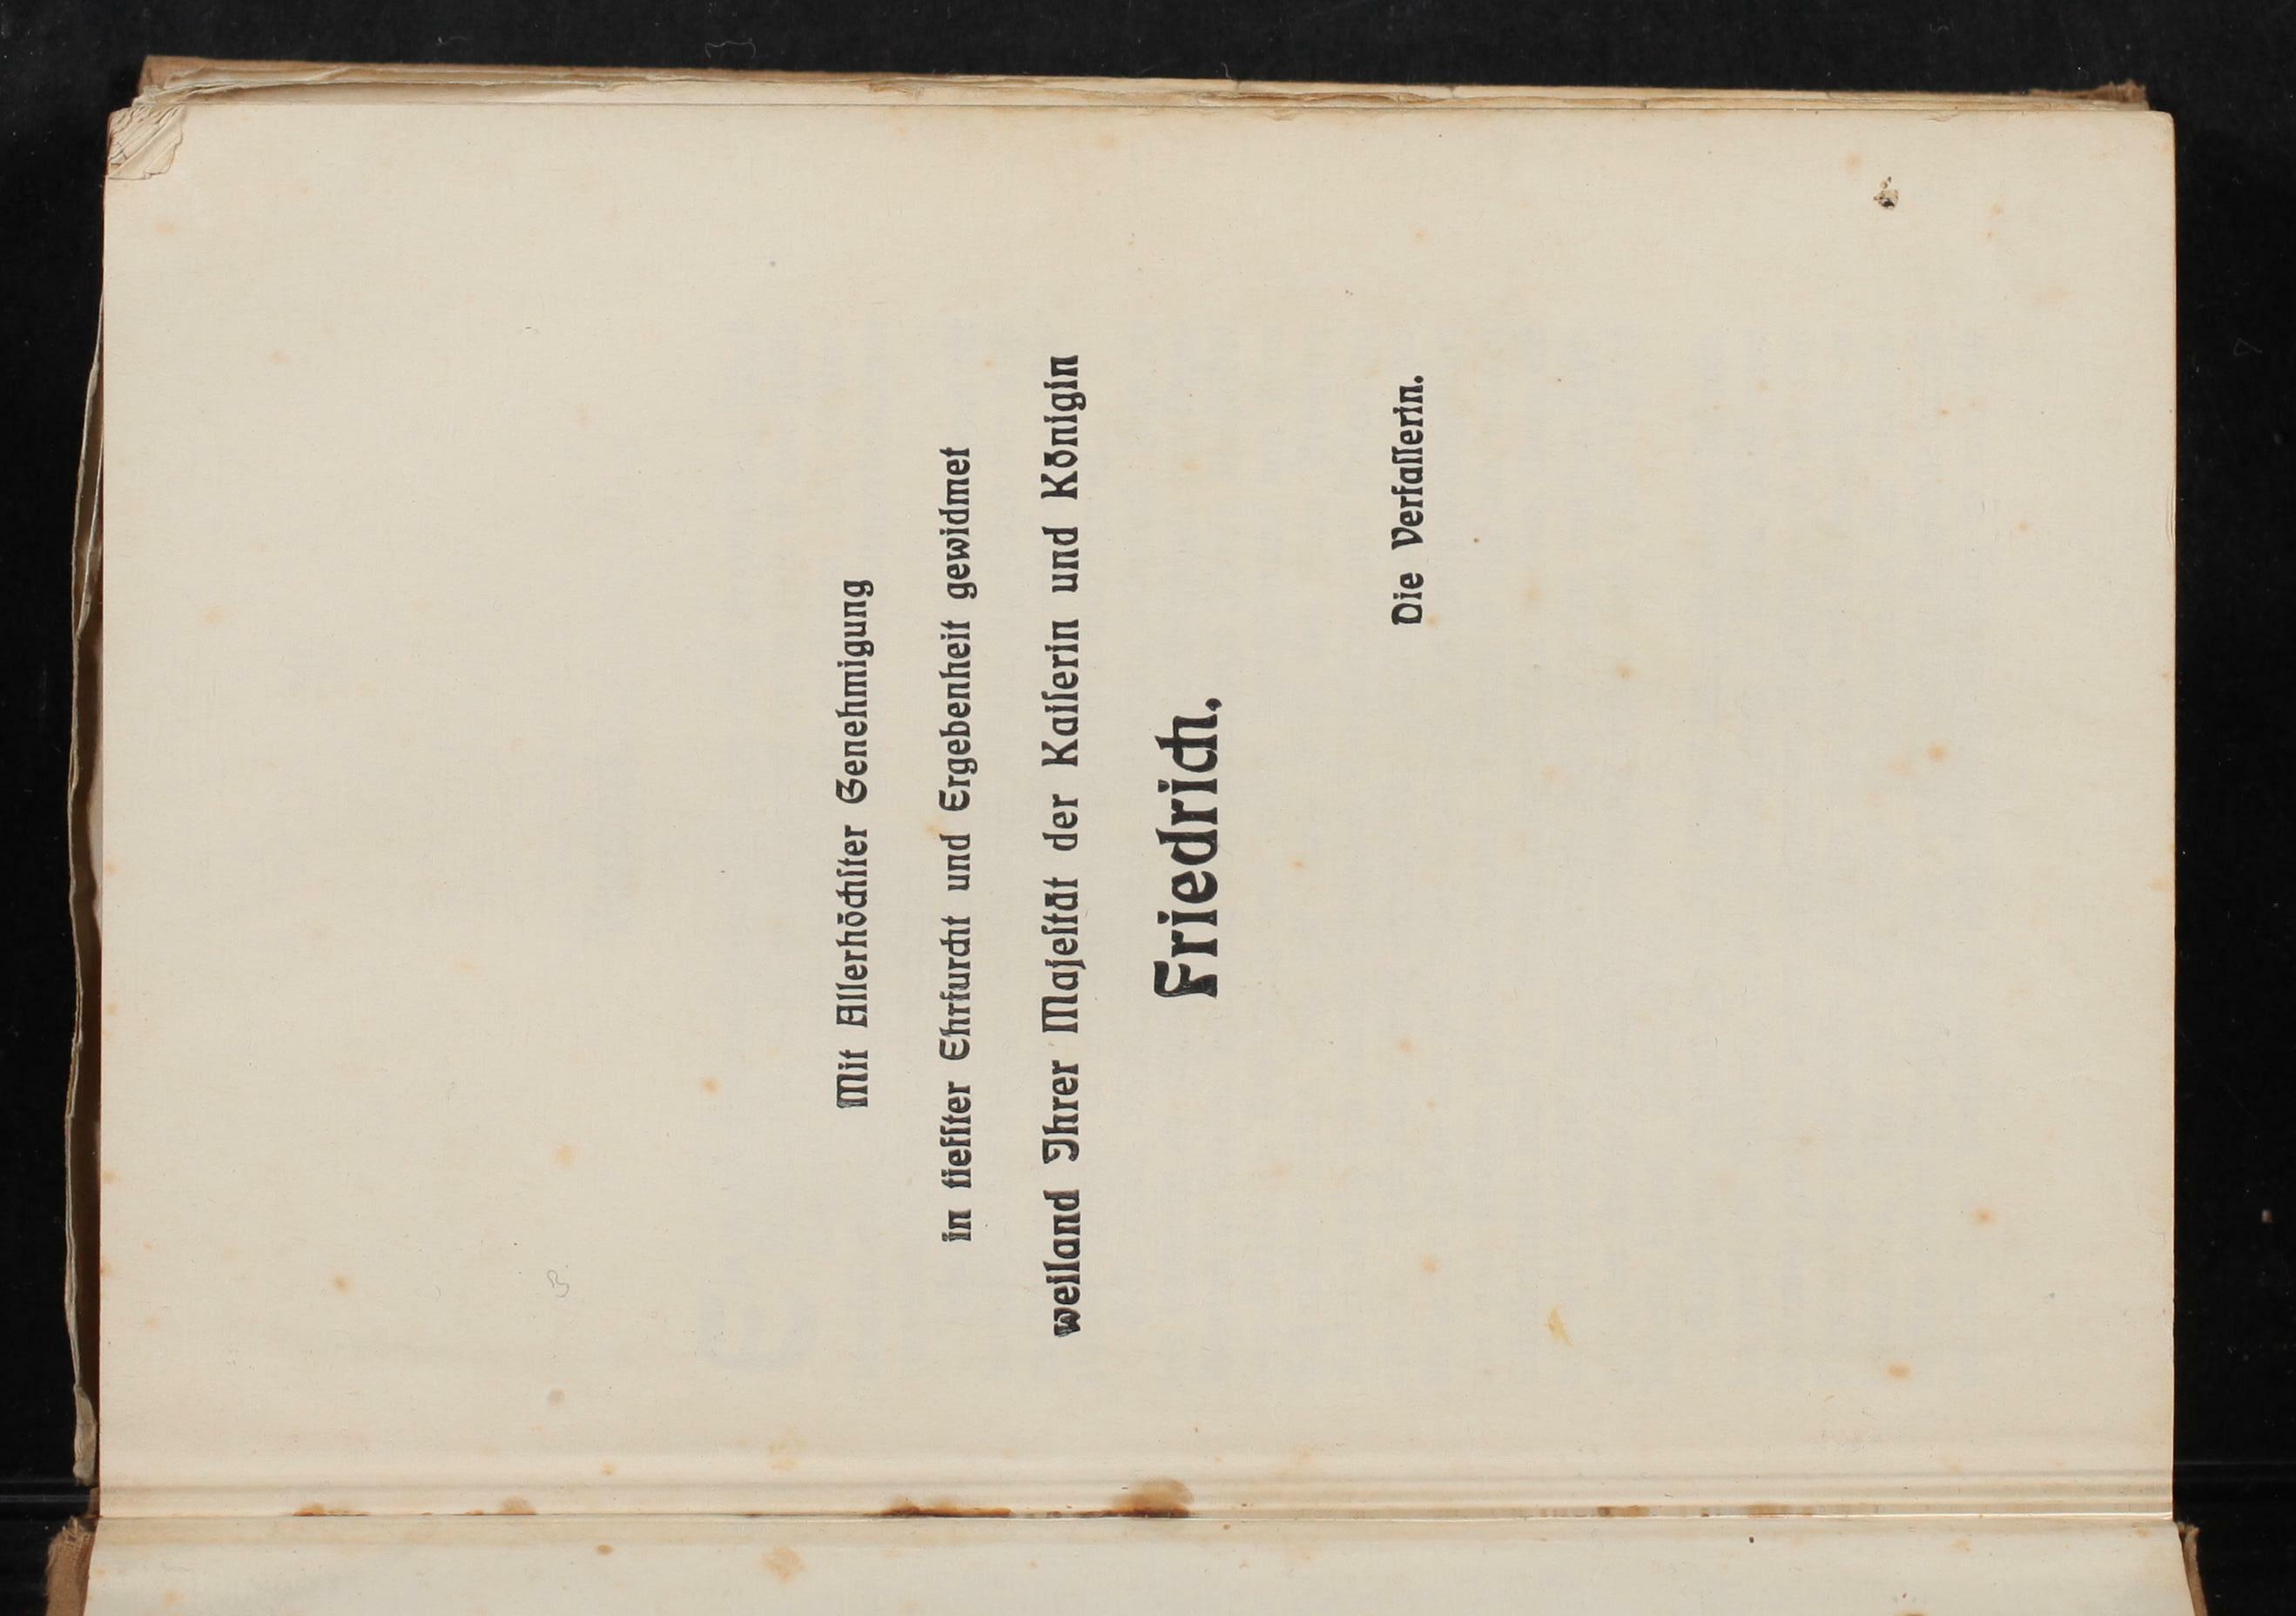 Mit Allerhöchſter Genehmigung
in tiefſter Ehrfurcht und Ergebenheit gewidmet
weiland Ihrer Majeſtät der Kaiſerin und Königin
Friedrich.
Die Verfaſſerin.